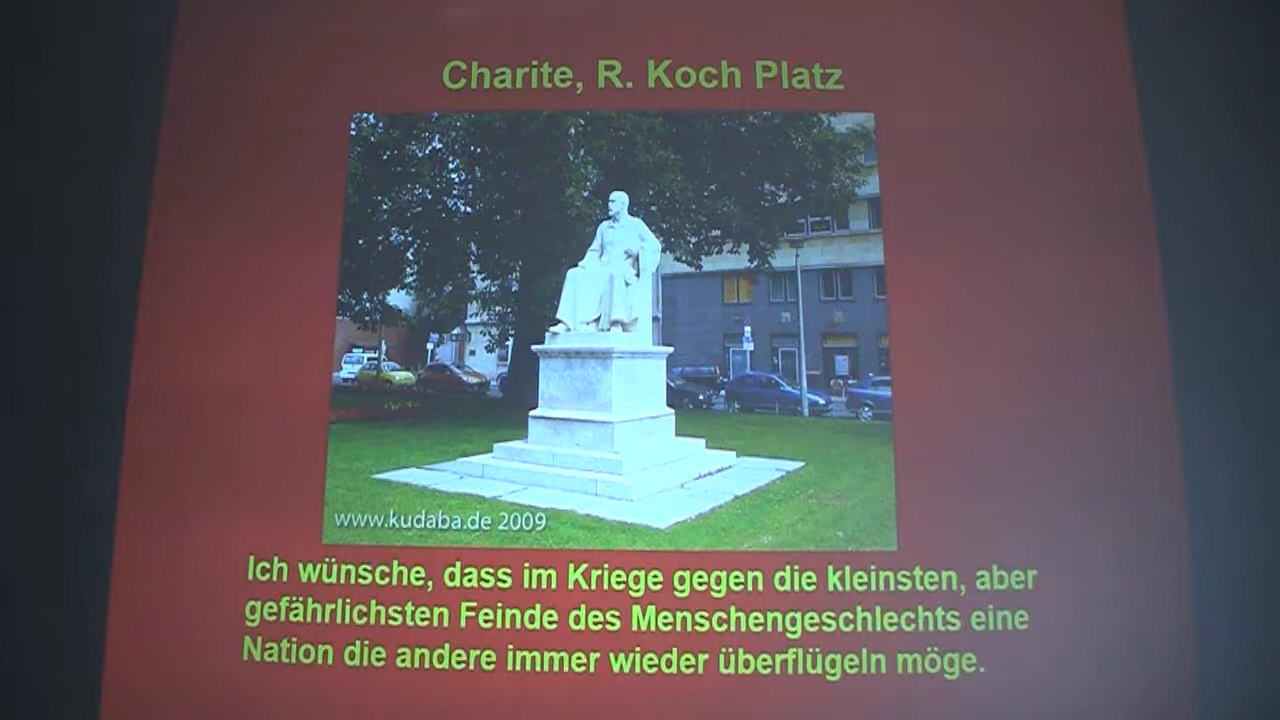 Charite, R. Koch Platz
www.kudaba.de 2009
Ich wünsche, dass im Kriege gegen die kleinsten, aber
gefährlichsten Feinde des Menschengeschlechts eine
Nation die andere immer wieder überflügeln möge.